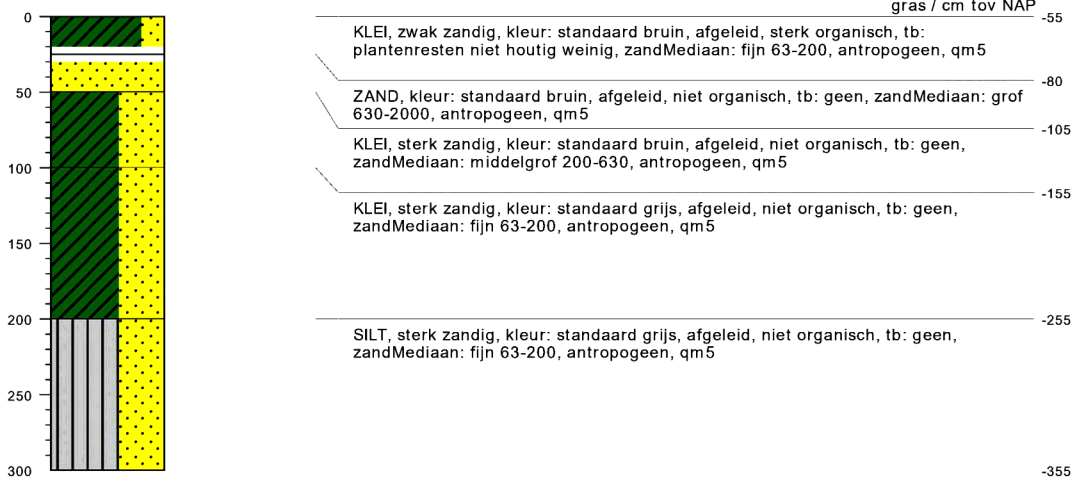 gras / cm tov NAP
0
-55
KLEI, zwak zandig, kleur: standaard bruin, afgeleid, sterk organisch, tb:
plantenresten niet houtig weinig, zandMediaan: fijn 63-200, antropogeen, qm5
-80
50
ZAND, kleur: standaard bruin, afgeleid, niet organisch, tb: geen, zandMediaan: grof
630-2000, antropogeen, qm5
-105
KLEI, sterk zandig, kleur: standaard bruin, afgeleid, niet organisch, tb: geen,
zandMediaan: middelgrof 200-630, antropogeen, qm5
100
-155
KLEI, sterk zandig, kleur: standaard grijs, afgeleid, niet organisch, tb: geen,
zandMediaan: fijn 63-200, antropogeen, qm5
150
200
-255
SILT, sterk zandig, kleur: standaard grijs, afgeleid, niet organisch, tb: geen,
zandMediaan: fijn 63-200, antropogeen, qm5
250
300
-355